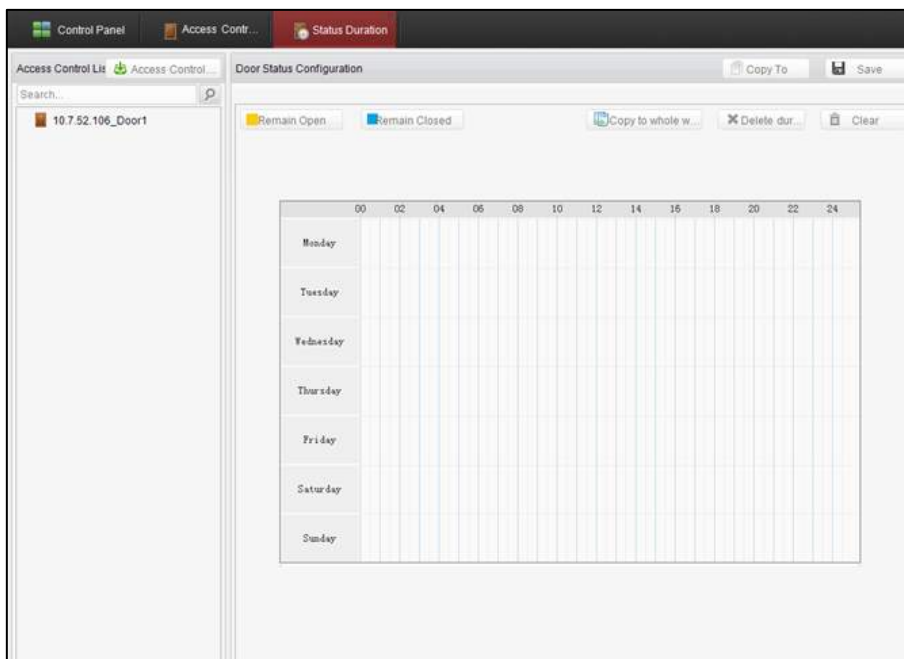 Control Panel Access Contr... Status Duration
Access Control Lis Access Control... Door Status Configuration Copy To Save
Search...
10.7.52.106_Door1 Remain Open Remain Closed Copy to whole w... Delete dur... Clear
00 02 04 06 08 10 12 14 16 18 20 22 24
Monday
Tuesday
Wednesday
Thursday
Friday
Saturday
Sunday